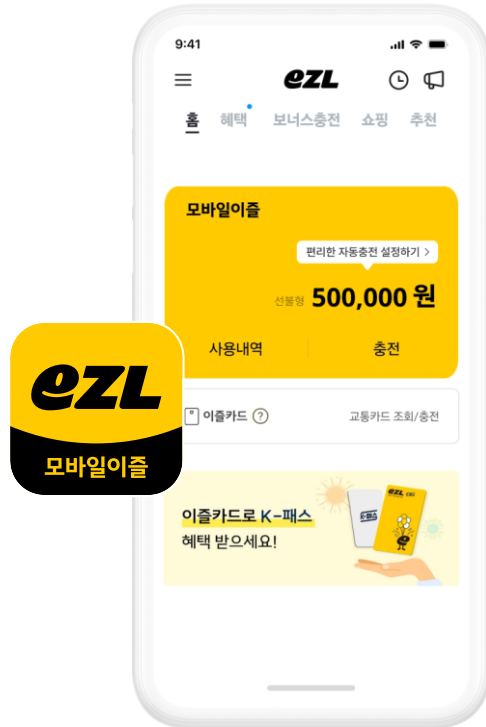 9:41
ezL
홈 혜택 보너스충전 쇼핑 추천
모바일이즐
편리한 자동충전 설정하기 >
선불형 500,000 원
사용내역 충전
ezL
모바일이즐
이즐카드 ? 교통카드 조회/충전
이즐카드로 K-패스
혜택 받으세요!
K-패스
ezL